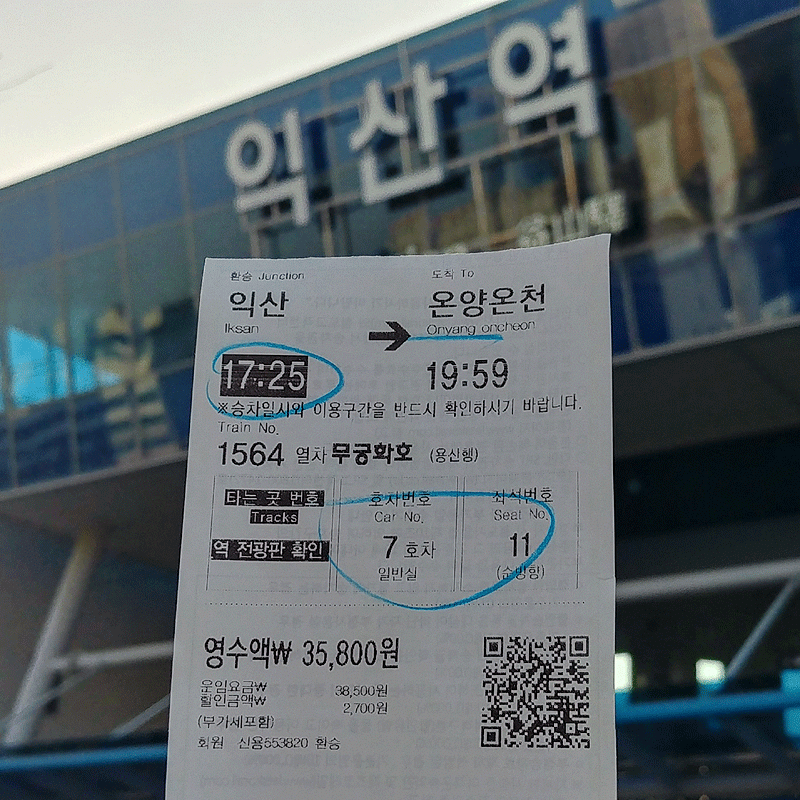 익산역
환승 Junction 도착 To
익산 온양온천
Iksan Onyang oncheon
17:25 19:59
※승차일시와 이용구간을 반드시 확인하시기 바랍니다.
Train No.
1564 열차 무궁화호 (용산행)
타는 곳 번호 호차번호 좌석번호
Tracks Car No. Seat No.
역 전광판 확인 7 호차 11
일반실 (순방향)
영수액₩ 35,800원
운임요금₩ 38,500원
할인금액₩ 2,700원
(부가세포함)
회원 신용553820 환승